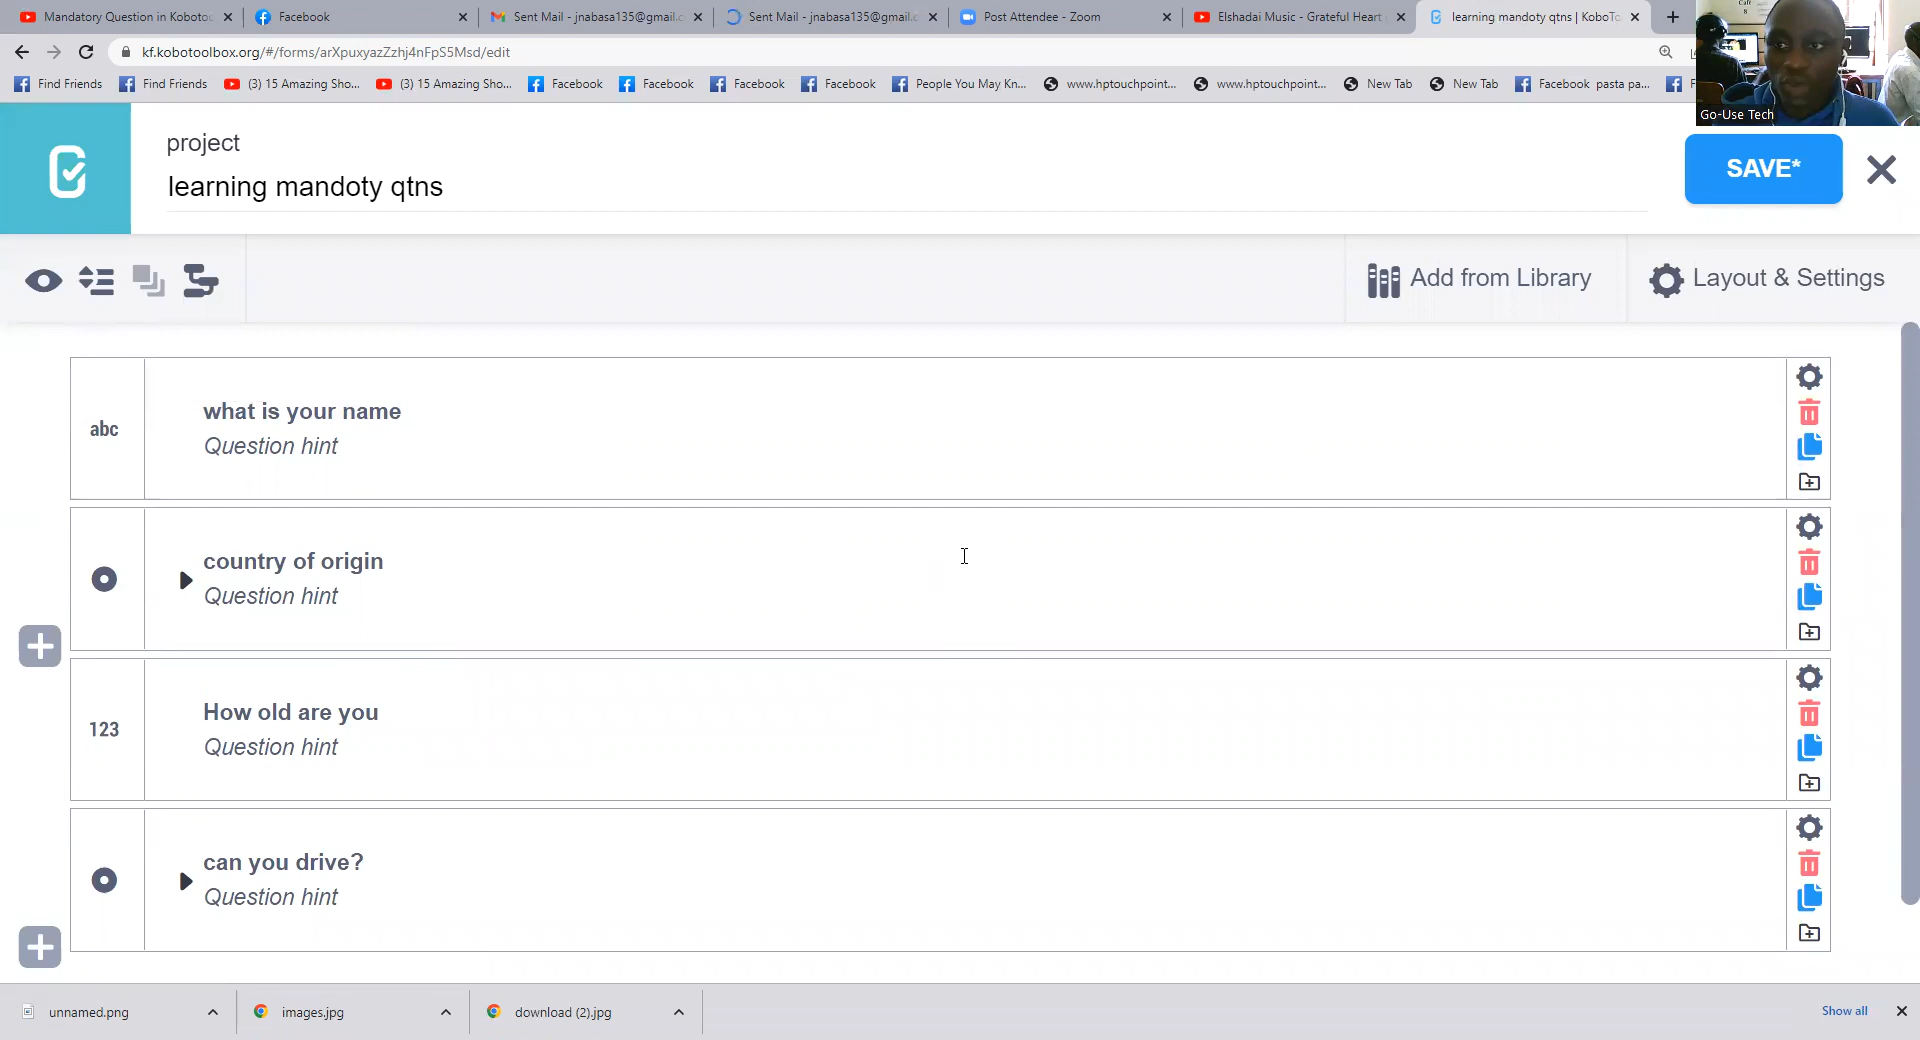 Mandatory Question in Koboto
Facebook
Sent Mail - jnabasa135@gmail.c
Sent Mail - jnabasa135@gmail.c
Post Attendee - Zoom
Elshadai Music - Grateful Heart
learning mandoty qtns | KoboTo
kf.kobotoolbox.org/#/forms/arXpuxyazZzhj4nFpS5Msd/edit
Find Friends
Find Friends
(3) 15 Amazing Sho...
(3) 15 Amazing Sho...
Facebook
Facebook
Facebook
Facebook
People You May Kn...
www.hptouchpoint...
www.hptouchpoint...
New Tab
New Tab
Facebook pasta pa...
F
Go-Use Tech
project
learning mandoty qtns
SAVE*
Add from Library
Layout & Settings
abc
what is your name
Question hint
country of origin
Question hint
123
How old are you
Question hint
can you drive?
Question hint
unnamed.png
images.jpg
download (2).jpg
Show all